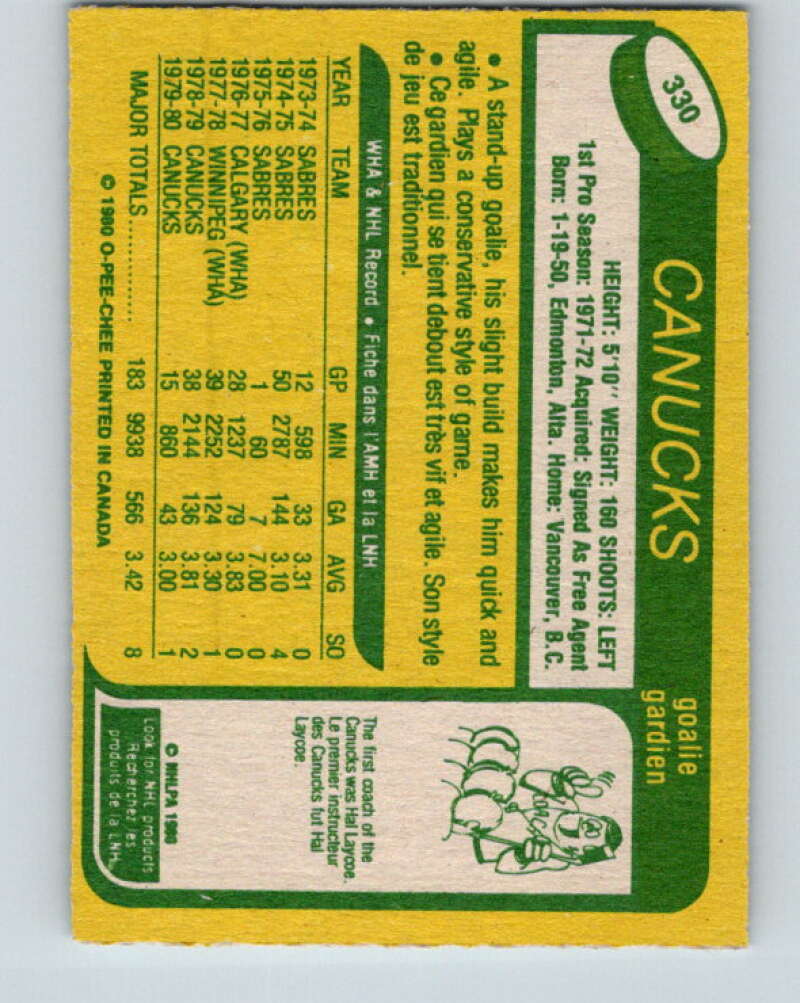 330
CANUCKS
goalie
gardien
HEIGHT: 5'10" WEIGHT: 160 SHOOTS: LEFT
1st Pro Season: 1971-72 Acquired: Signed As Free Agent
Born: 1-19-50, Edmonton, Alta. Home: Vancouver, B.C.
• A stand-up goalie, his slight build makes him quick and
agile. Plays a conservative style of game.
• Ce gardien qui se tient debout est très vif et agile. Son style
de jeu est traditionnel.
WHA & NHL Record • Fiche dans l'AMH et la LNH
YEAR TEAM GP MIN GA AVG SO
1973-74 SABRES 12 598 33 3.31 0
1974-75 SABRES 50 2787 144 3.10 4
1975-76 SABRES 1 60 7 7.00 0
1976-77 CALGARY (WHA) 28 1237 79 3.83 0
1977-78 WINNIPEG (WHA) 39 2252 124 3.30 1
1978-79 CANUCKS 38 2144 136 3.81 2
1979-80 CANUCKS 15 860 43 3.00 1
MAJOR TOTALS............ 183 9938 566 3.42 8
© 1980 O-PEE-CHEE PRINTED IN CANADA
The first coach of the
Canucks was Hal Laycoe.
Le premier instructeur
des Canucks fut Hal
Laycoe.
© NHLPA 1980
Look for NHL products
Recherchez les
produits de la LNH